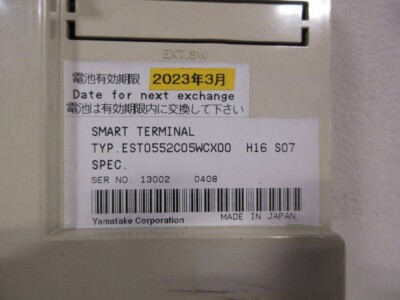 EXT.SW
電池有効期限 2023年3月
Date for next exchange
電池は有効期限内に交換して下さい
SMART TERMINAL
TYP.EST0552C05WCX00 H16 S07
SPEC.
SER NO. 13002 0408
MADE IN JAPAN
Yamatake Corporation